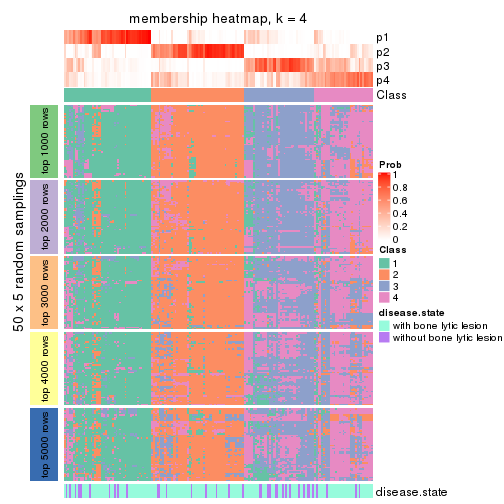 membership heatmap, k = 4
p1
p2
p3
p4
Class
50 x 5 random samplings
top 1000 rows
top 2000 rows
top 3000 rows
top 4000 rows
top 5000 rows
Prob
1
0.8
0.6
0.4
0.2
0
Class
1
2
3
4
disease.state
with bone lytic lesion
without bone lytic lesion
disease.state